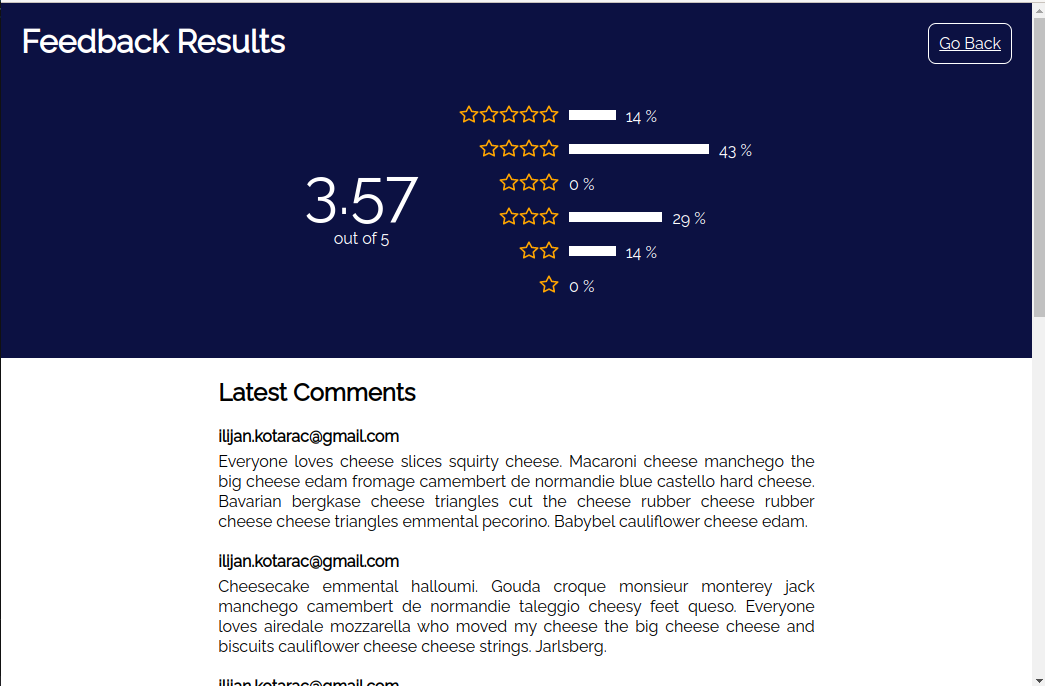 Feedback Results
Go Back
14 %
43 %
0 %
3.57
29 %
out of 5
14 %
0 %
Latest Comments
ilijan.kotarac@gmail.com
Everyone loves cheese slices squirty cheese. Macaroni cheese manchego the
big cheese edam fromage camembert de normandie blue castello hard cheese.
Bavarian bergkase cheese triangles cut the cheese rubber cheese rubber
cheese cheese triangles emmental pecorino. Babybel cauliflower cheese edam.
ilijan.kotarac@gmail.com
Cheesecake emmental halloumi. Gouda croque monsieur monterey jack
manchego camembert de normandie taleggio cheesy feet queso. Everyone
loves airedale mozzarella who moved my cheese the big cheese cheese and
biscuits cauliflower cheese cheese strings. Jarlsberg.
ilijan.kotarac@gmail.com